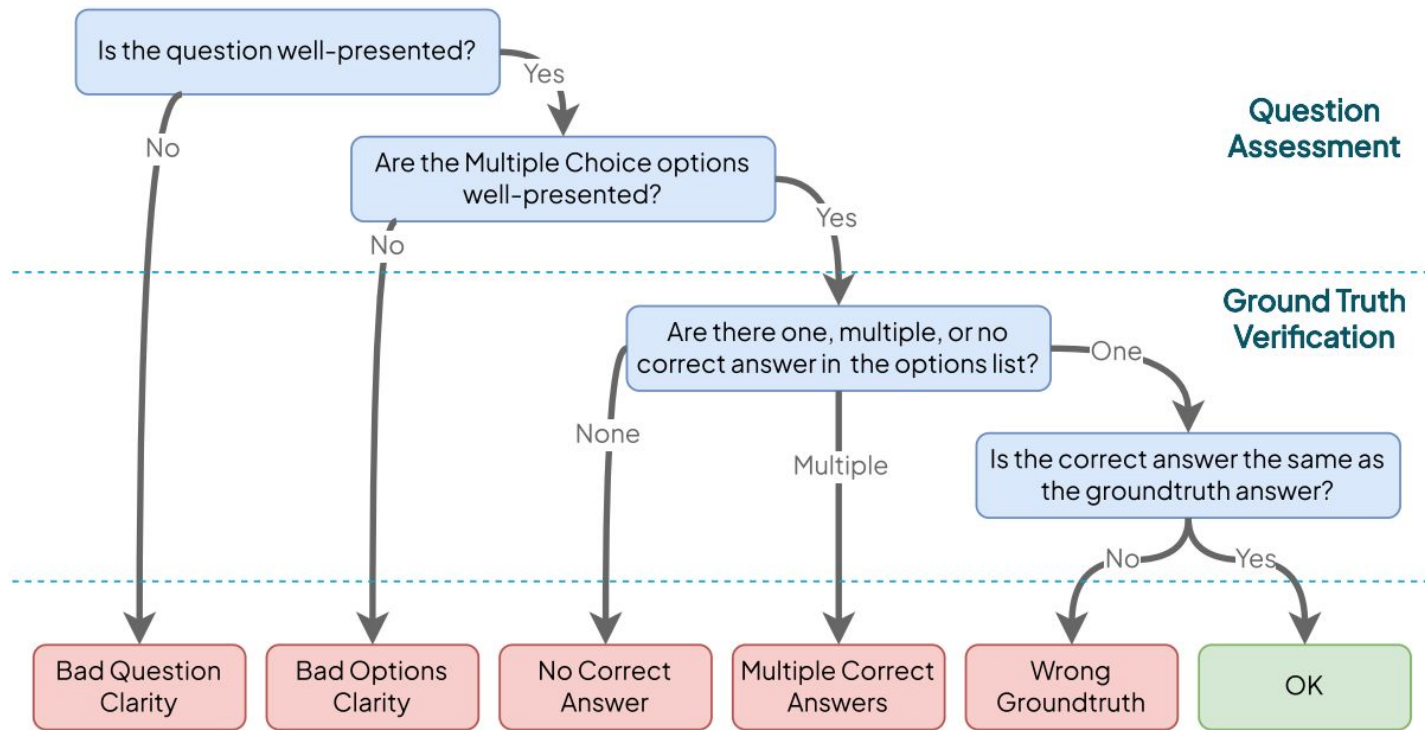 Is the question well-presented?
Yes
No
Question
Assessment
Are the Multiple Choice options
well-presented?
Yes
No
Ground Truth
Verification
Are there one, multiple, or no
correct answer in the options list?
One
None
Multiple
Is the correct answer the same as
the groundtruth answer?
No
Yes
Bad Question
Clarity
Bad Options
Clarity
No Correct
Answer
Multiple Correct
Answers
Wrong
Groundtruth
OK